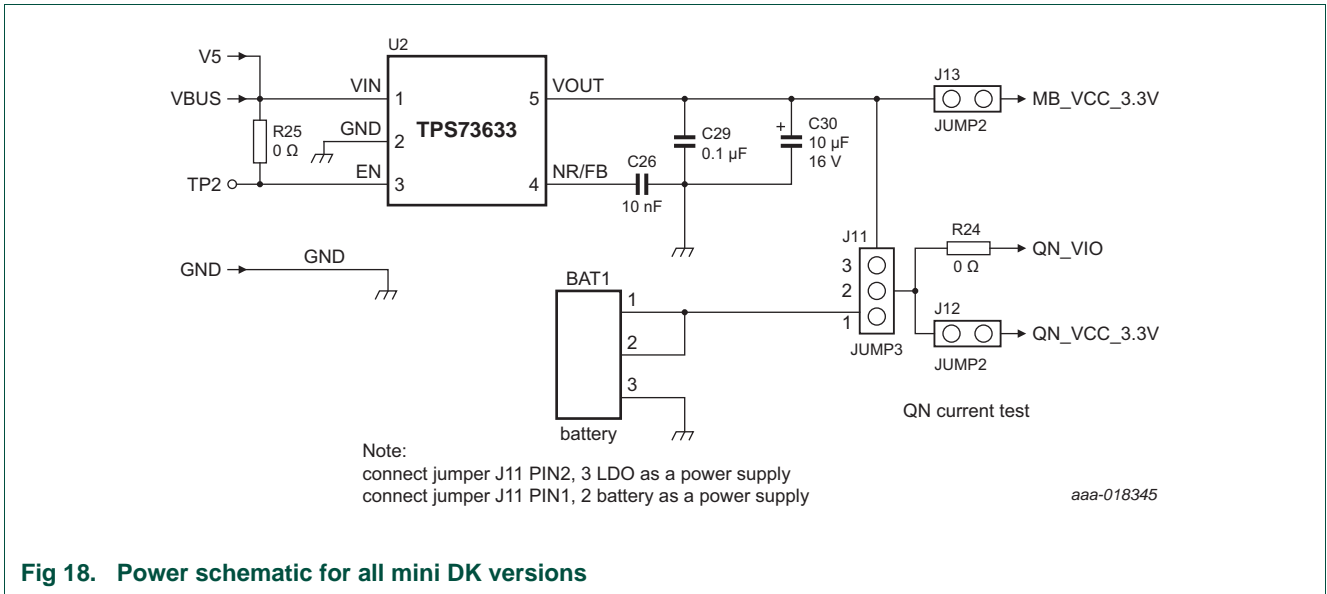 U2
V5
VBUS
VIN
1
VOUT
5
J13
MB_VCC_3.3V
JUMP2
R25
0 Ω
GND
2
TPS73633
C29
0.1 μF
+
C30
10 μF
16 V
C26
10 nF
TP2
EN
3
NR/FB
4
GND
GND
J11
3
2
1
JUMP3
R24
0 Ω
QN_VIO
BAT1
1
2
3
battery
J12
QN_VCC_3.3V
JUMP2
QN current test
Note:
connect jumper J11 PIN2, 3 LDO as a power supply
connect jumper J11 PIN1, 2 battery as a power supply
aaa-018345
Fig 18. Power schematic for all mini DK versions